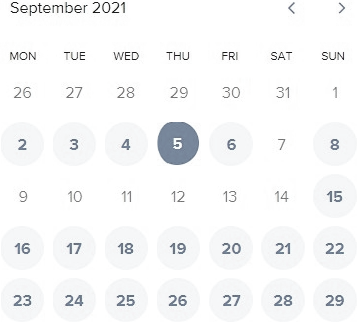 September 2021
MON TUE WED THU FRI SAT SUN
26 27 28 29 30 31 1
2 3 4 5 6 7 8
9 10 11 12 13 14 15
16 17 18 19 20 21 22
23 24 25 26 27 28 29